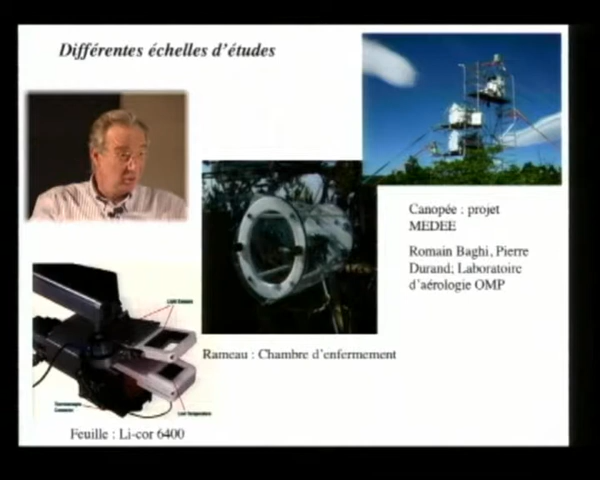 Différentes échelles d'études
Canopée : projet
MEDEE
Romain Baghi, Pierre
Durand; Laboratoire
d'aérologie OMP
Rameau : Chambre d'enfermement
Feuille : Li-cor 6400